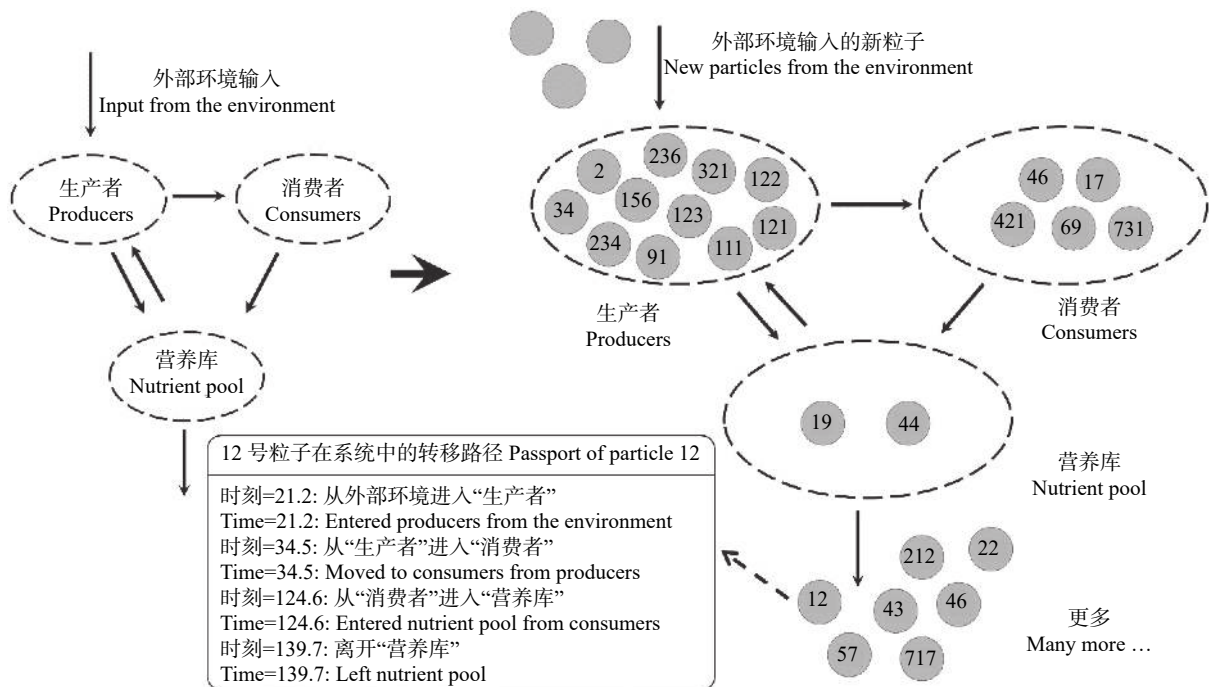 外部环境输入
Input from the environment
生产者
Producers
消费者
Consumers
营养库
Nutrient pool
外部环境输入的新粒子
New particles from the environment
2
236
321
122
34
156
123
121
234
91
111
生产者
Producers
46
17
421
69
731
消费者
Consumers
19
44
营养库
Nutrient pool
12 号粒子在系统中的转移路径 Passport of particle 12
时刻=21.2: 从外部环境进入“生产者”
Time=21.2: Entered producers from the environment
时刻=34.5: 从“生产者”进入“消费者”
Time=34.5: Moved to consumers from producers
时刻=124.6: 从“消费者”进入“营养库”
Time=124.6: Entered nutrient pool from consumers
时刻=139.7: 离开“营养库”
Time=139.7: Left nutrient pool
212
22
12
43
46
57
717
更多
Many more …